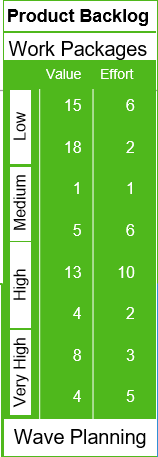 Product Backlog
Work Packages
Value Effort
Low
15 6
18 2
Medium
1 1
5 6
High
13 10
4 2
Very High
8 3
4 5
Wave Planning